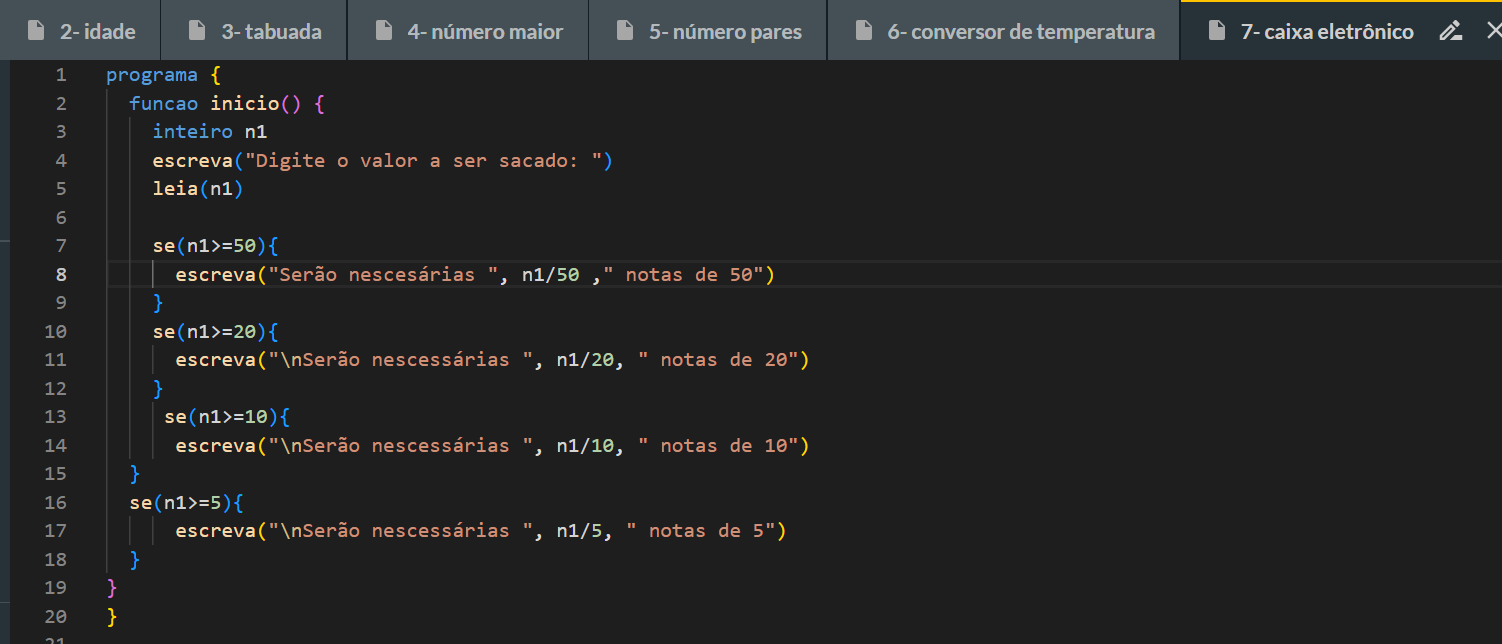 2- idade 3- tabuada 4- número maior 5- número pares 6- conversor de temperatura 7- caixa eletrônico
1 programa {
2 funcao inicio() {
3 inteiro n1
4 escreva("Digite o valor a ser sacado: ")
5 leia(n1)
6
7 se(n1>=50){
8 escreva("Serão nescesárias ", n1/50 ," notas de 50")
9 }
10 se(n1>=20){
11 escreva("\nSerão nescessárias ", n1/20, " notas de 20")
12 }
13 se(n1>=10){
14 escreva("\nSerão nescessárias ", n1/10, " notas de 10")
15 }
16 se(n1>=5){
17 escreva("\nSerão nescessárias ", n1/5, " notas de 5")
18 }
19 }
20 }
21